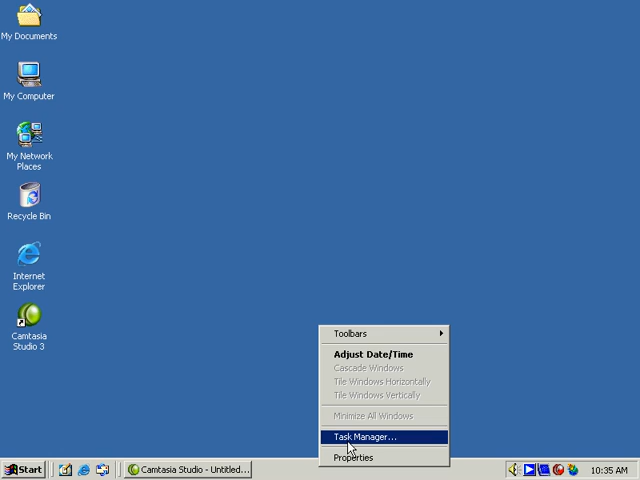 My Documents
My Computer
My Network
Places
Recycle Bin
Internet
Explorer
Camtasia
Studio 3
Toolbars
Adjust Date/Time
Cascade Windows
Tile Windows Horizontally
Tile Windows Vertically
Minimize All Windows
Task Manager...
Properties
Start
Camtasia Studio - Untitled...
10:35 AM